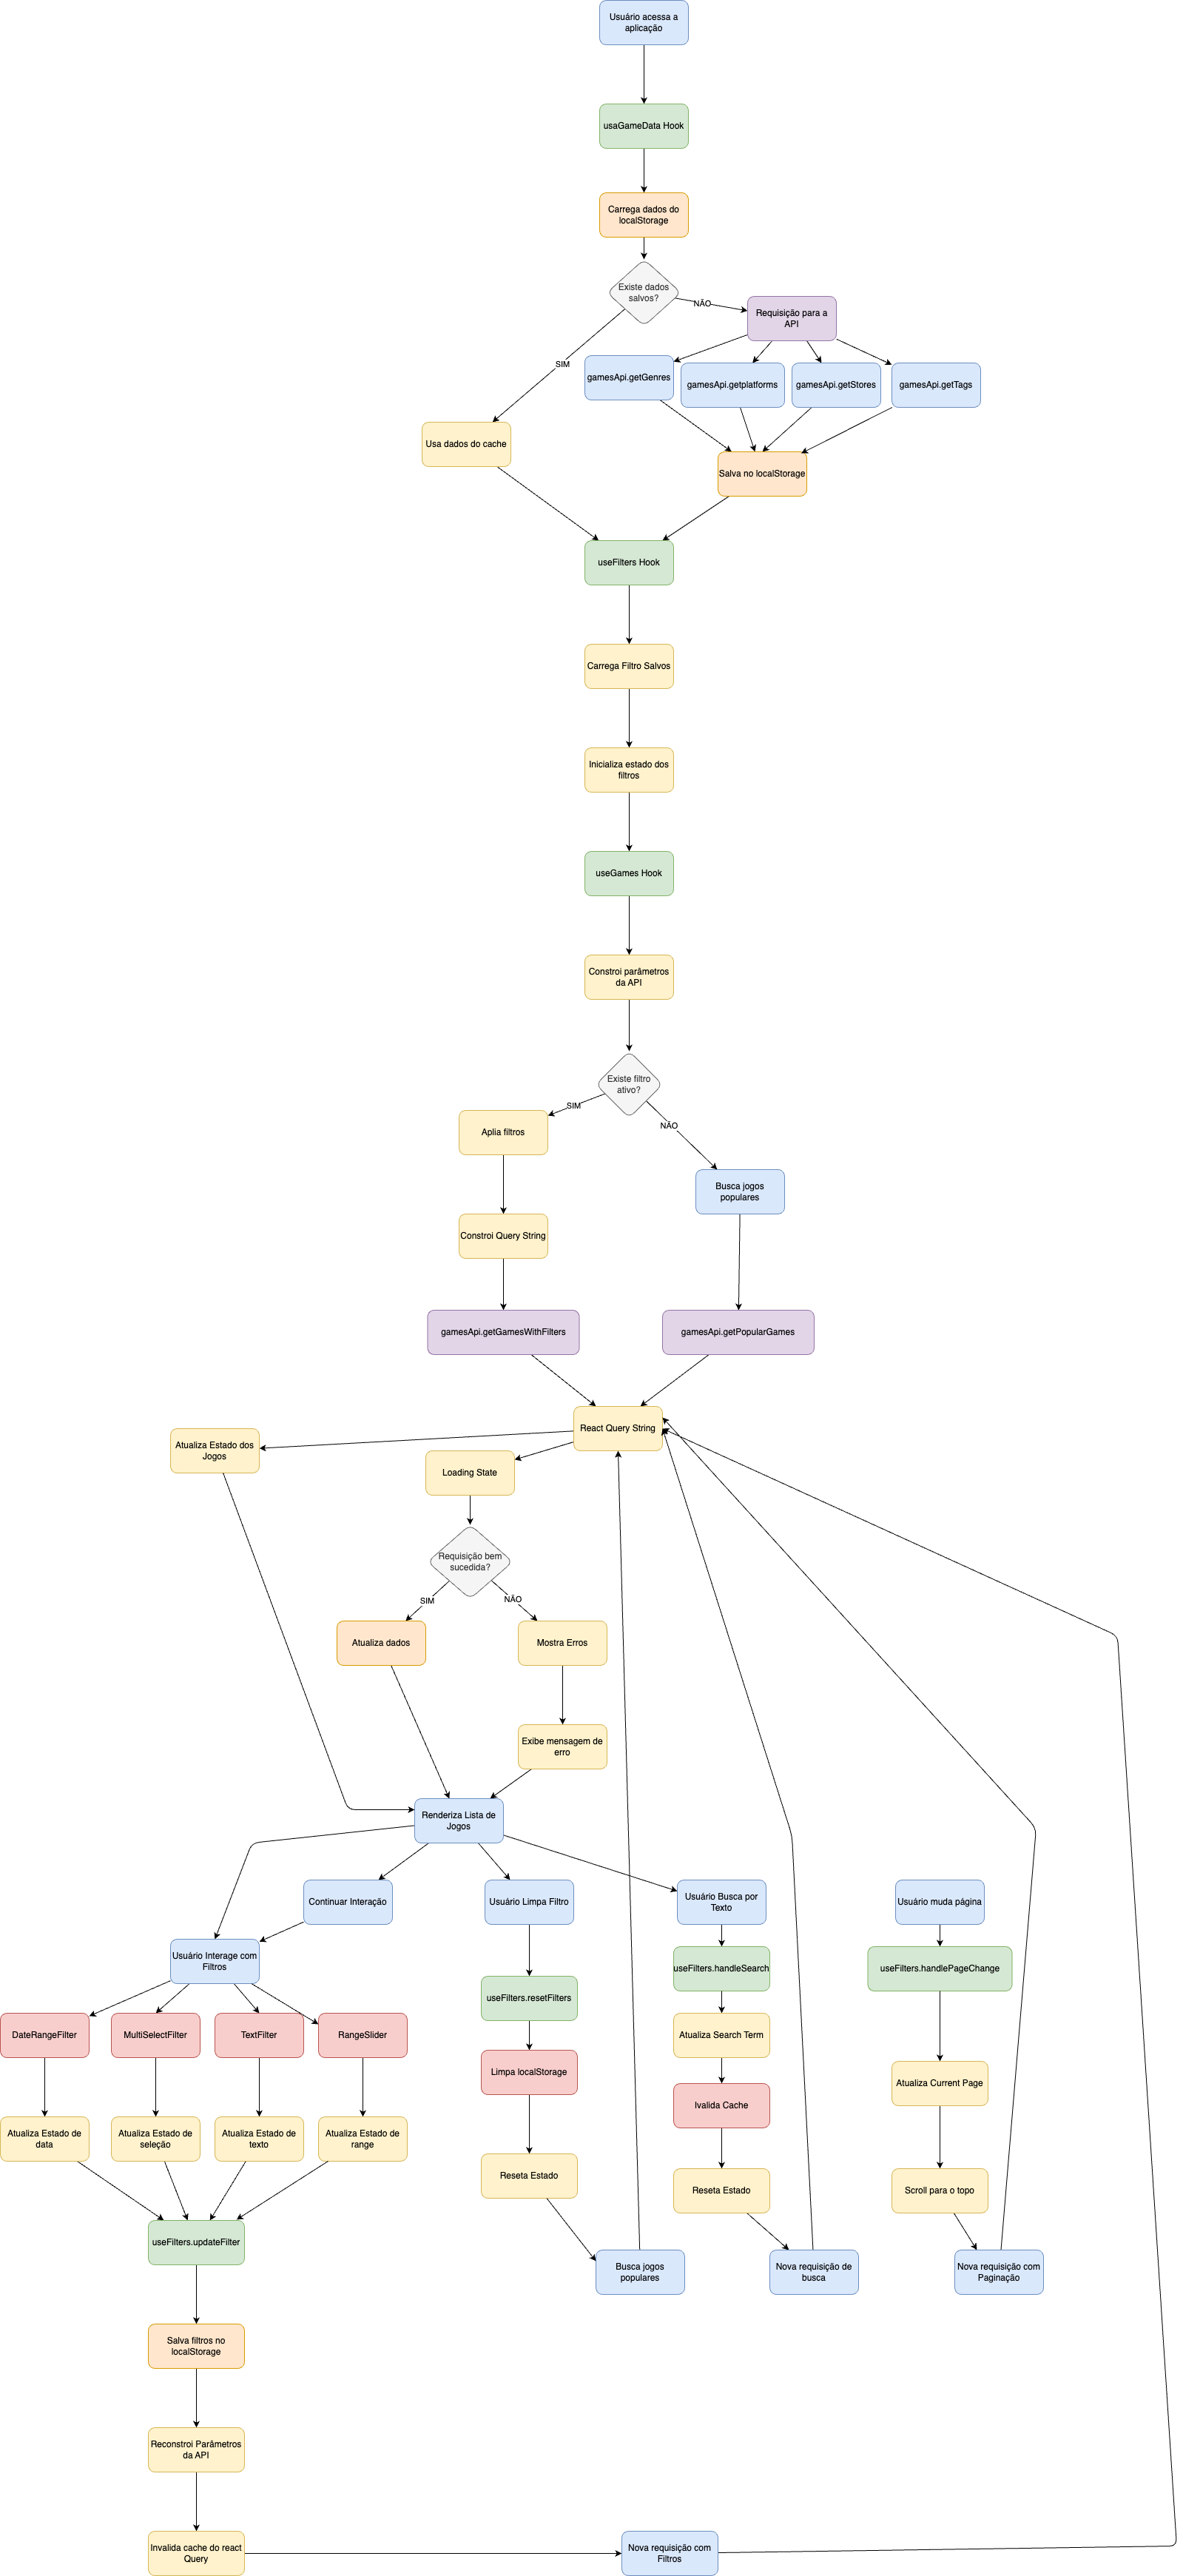 Usuário acessa a
aplicação
usaGameData Hook
Carrega dados do
localStorage
Existe dados
salvos?
NÃO
Requisição para a
API
SIM
gamesApi.getGenres
gamesApi.getplatforms
gamesApi.getStores
gamesApi.getTags
Usa dados do cache
Salva no localStorage
useFilters Hook
Carrega Filtro Salvos
Inicializa estado dos
filtros
useGames Hook
Constroi parâmetros
da API
Existe filtro
ativo?
SIM
NÃO
Aplia filtros
Busca jogos
populares
Constroi Query String
gamesApi.getGamesWithFilters
gamesApi.getPopularGames
React Query String
Atualiza Estado dos
Jogos
Loading State
Requisição bem
sucedida?
SIM
NÃO
Atualiza dados
Mostra Erros
Exibe mensagem de
erro
Renderiza Lista de
Jogos
Continuar Interação
Usuário Limpa Filtro
Usuário Busca por
Texto
Usuário muda página
Usuário Interage com
Filtros
useFilters.handleSearch
useFilters.handlePageChange
useFilters.resetFilters
DateRangeFilter
MultiSelectFilter
TextFilter
RangeSlider
Atualiza Search Term
Limpa localStorage
Atualiza Current Page
Ivalida Cache
Atualiza Estado de
data
Atualiza Estado de
seleção
Atualiza Estado de
texto
Atualiza Estado de
range
Reseta Estado
Reseta Estado
Scroll para o topo
useFilters.updateFilter
Busca jogos
populares
Nova requisição de
busca
Nova requisição com
Paginação
Salva filtros no
localStorage
Reconstroi Parâmetros
da API
Invalida cache do react
Query
Nova requisição com
Filtros